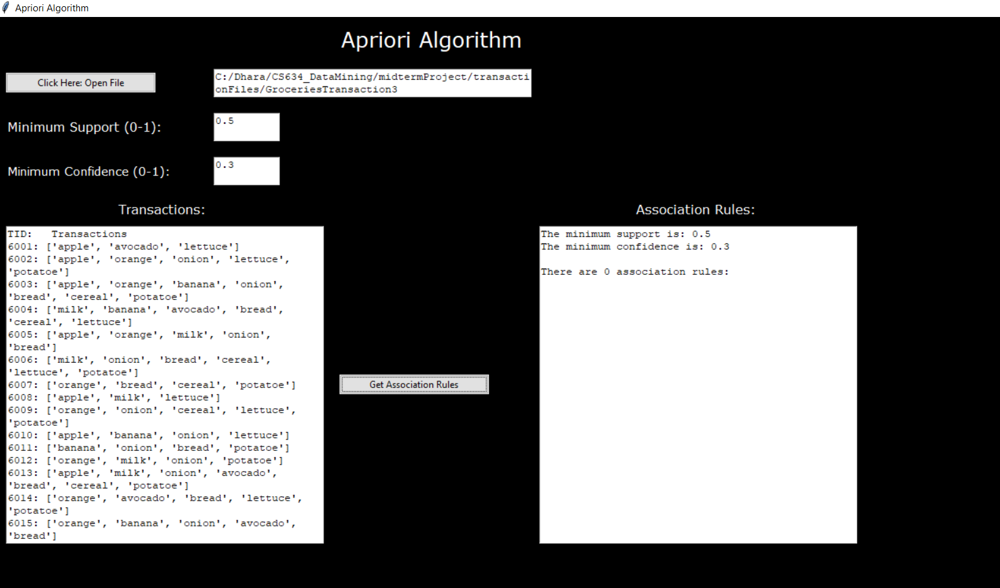 Apriori Algorithm
Apriori Algorithm
Click Here: Open File
C:/Dhara/CS634_DataMining/midtermProject/transacti
onFiles/GroceriesTransaction3
Minimum Support (0-1):
0.5
Minimum Confidence (0-1):
0.3
Transactions:
TID:   Transactions
6001: ['apple', 'avocado', 'lettuce']
6002: ['apple', 'orange', 'onion', 'lettuce',
'potatoe']
6003: ['apple', 'orange', 'banana', 'onion',
'bread', 'cereal', 'potatoe']
6004: ['milk', 'banana', 'avocado', 'bread',
'cereal', 'lettuce']
6005: ['apple', 'orange', 'milk', 'onion',
'bread']
6006: ['milk', 'onion', 'bread', 'cereal',
'lettuce', 'potatoe']
6007: ['orange', 'bread', 'cereal', 'potatoe']
6008: ['apple', 'milk', 'lettuce']
6009: ['orange', 'onion', 'cereal', 'lettuce',
'potatoe']
6010: ['apple', 'banana', 'onion', 'lettuce']
6011: ['banana', 'onion', 'bread', 'potatoe']
6012: ['orange', 'milk', 'onion', 'potatoe']
6013: ['apple', 'milk', 'onion', 'avocado',
'bread', 'cereal', 'potatoe']
6014: ['orange', 'avocado', 'bread', 'lettuce',
'potatoe']
6015: ['orange', 'banana', 'onion', 'avocado',
'bread']
Get Association Rules
Association Rules:
The minimum support is: 0.5
The minimum confidence is: 0.3
There are 0 association rules: